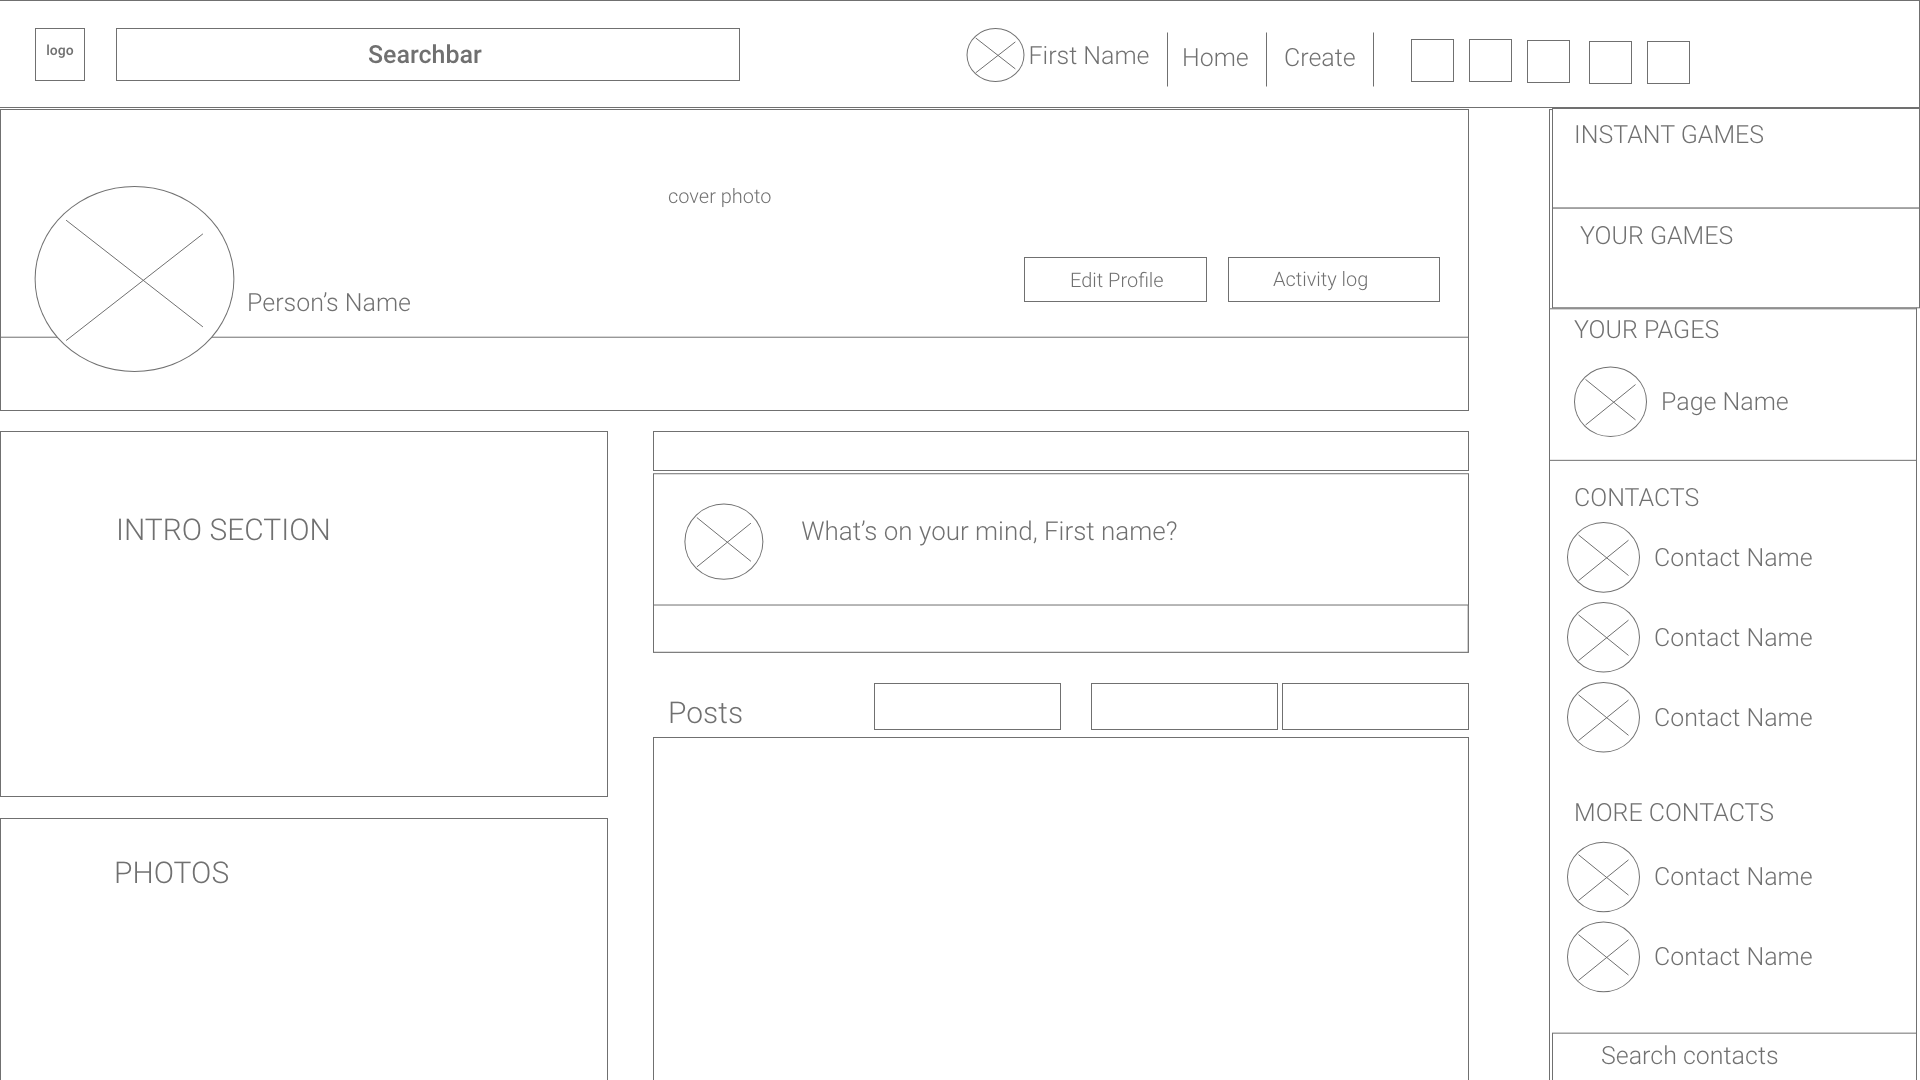 logo
Searchbar
First Name
Home
Create
cover photo
Person’s Name
Edit Profile
Activity log
INTRO SECTION
PHOTOS
What’s on your mind, First name?
Posts
INSTANT GAMES
YOUR GAMES
YOUR PAGES
Page Name
CONTACTS
Contact Name
Contact Name
Contact Name
MORE CONTACTS
Contact Name
Contact Name
Search contacts